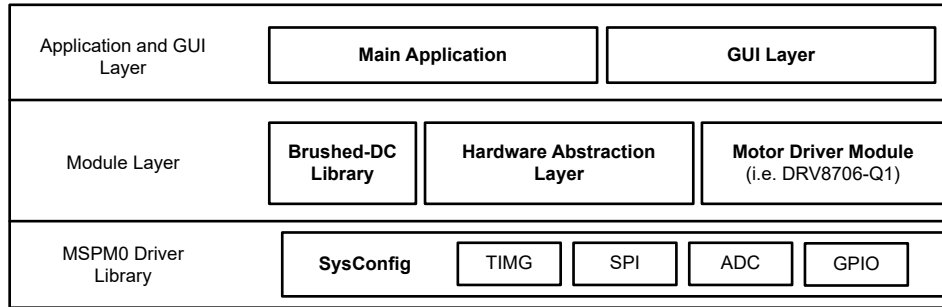 Application and GUI
Layer
Main Application
GUI Layer
Module Layer
Brushed-DC
Library
Hardware Abstraction
Layer
Motor Driver Module
(i.e. DRV8706-Q1)
MSPM0 Driver
Library
SysConfig
TIMG
SPI
ADC
GPIO